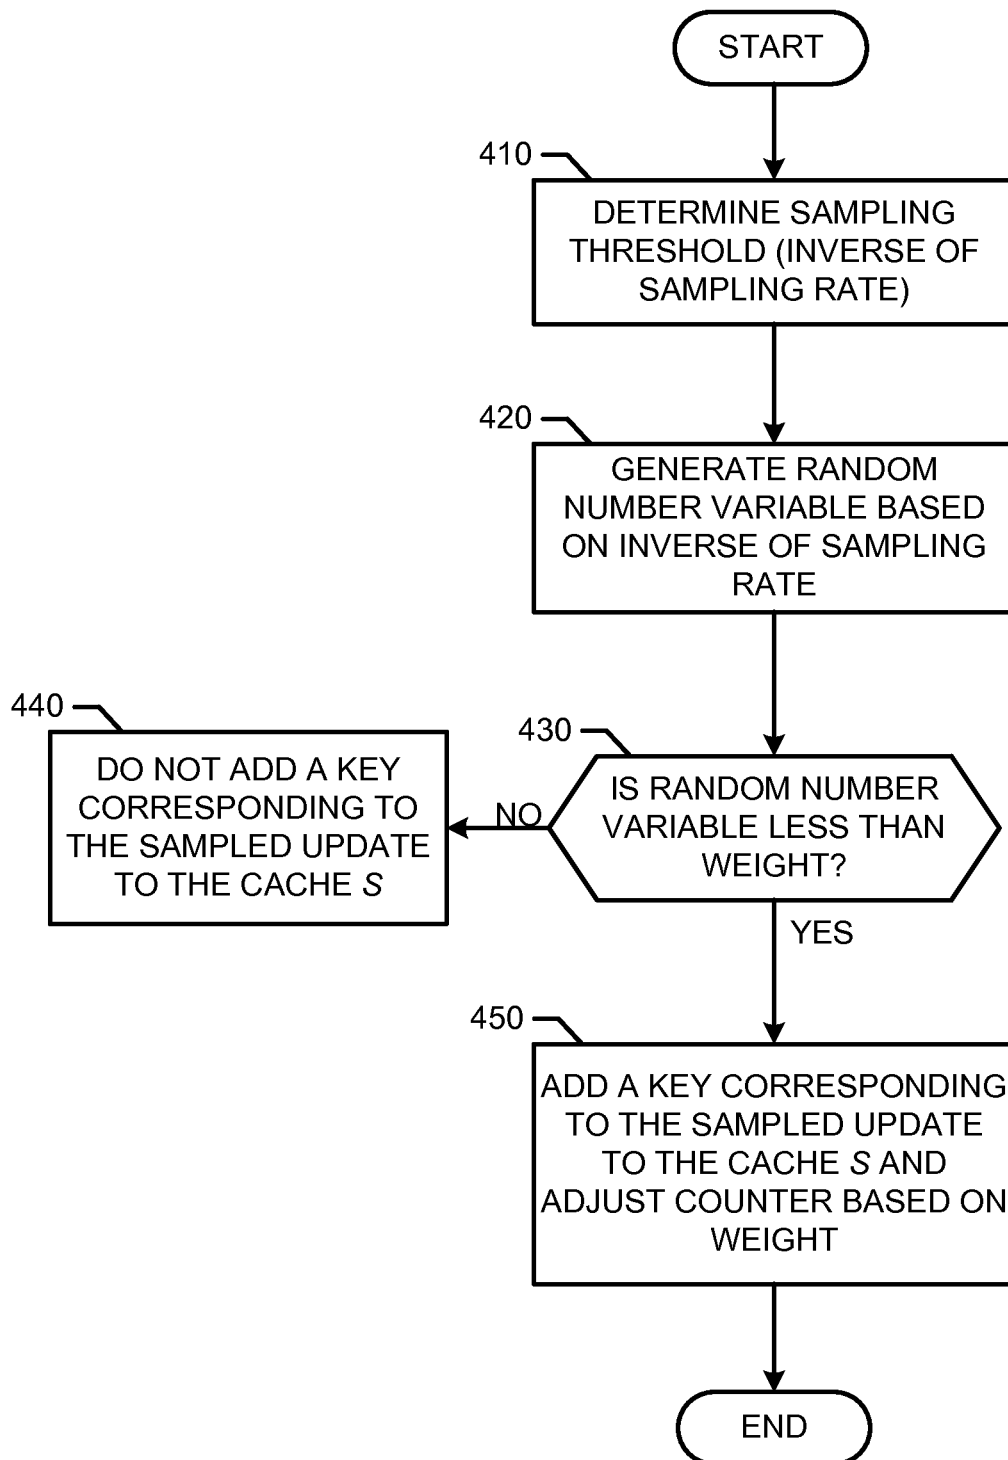 START
410
DETERMINE SAMPLING
THRESHOLD (INVERSE OF
SAMPLING RATE)
420
GENERATE RANDOM
NUMBER VARIABLE BASED
ON INVERSE OF SAMPLING
RATE
430
IS RANDOM NUMBER
VARIABLE LESS THAN
WEIGHT?
NO
440
DO NOT ADD A KEY
CORRESPONDING TO
THE SAMPLED UPDATE
TO THE CACHE S
YES
450
ADD A KEY CORRESPONDING
TO THE SAMPLED UPDATE
TO THE CACHE S AND
ADJUST COUNTER BASED ON
WEIGHT
END